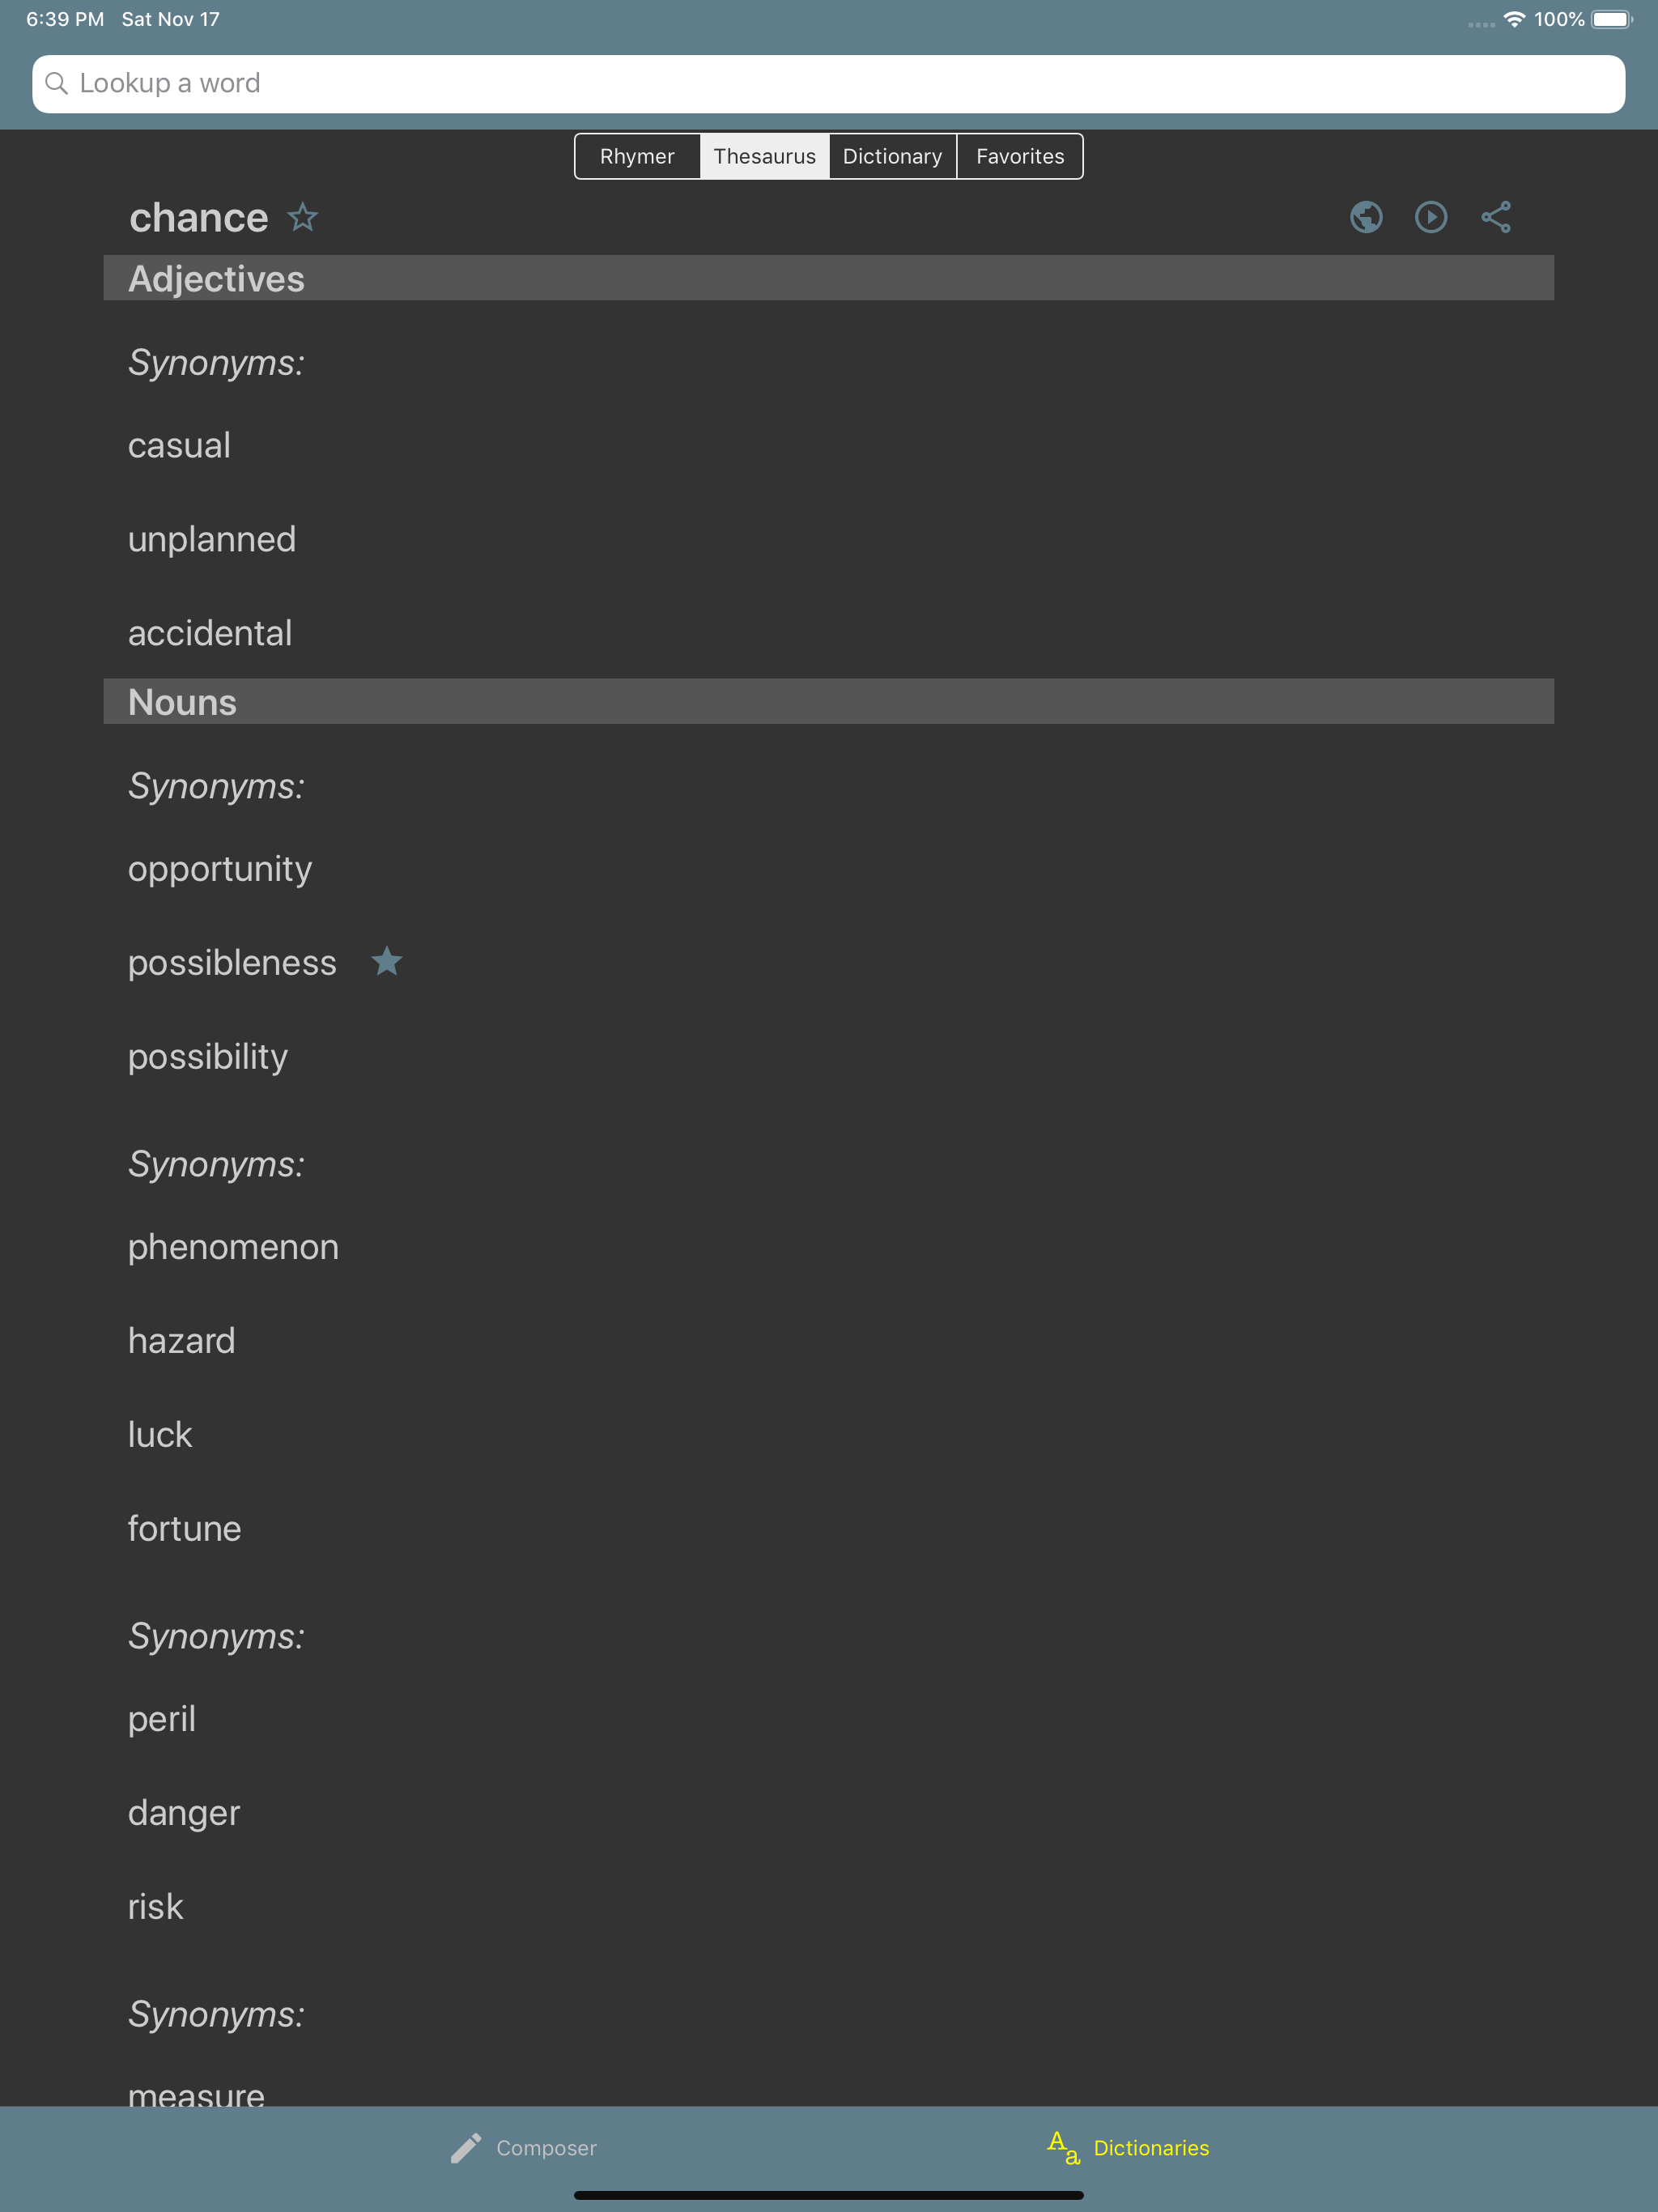 6:39 PM Sat Nov 17 100%
Lookup a word
Rhymer Thesaurus Dictionary Favorites
chance
Adjectives
Synonyms:
casual
unplanned
accidental
Nouns
Synonyms:
opportunity
possibleness
possibility
Synonyms:
phenomenon
hazard
luck
fortune
Synonyms:
peril
danger
risk
Synonyms:
measure
Composer Dictionaries